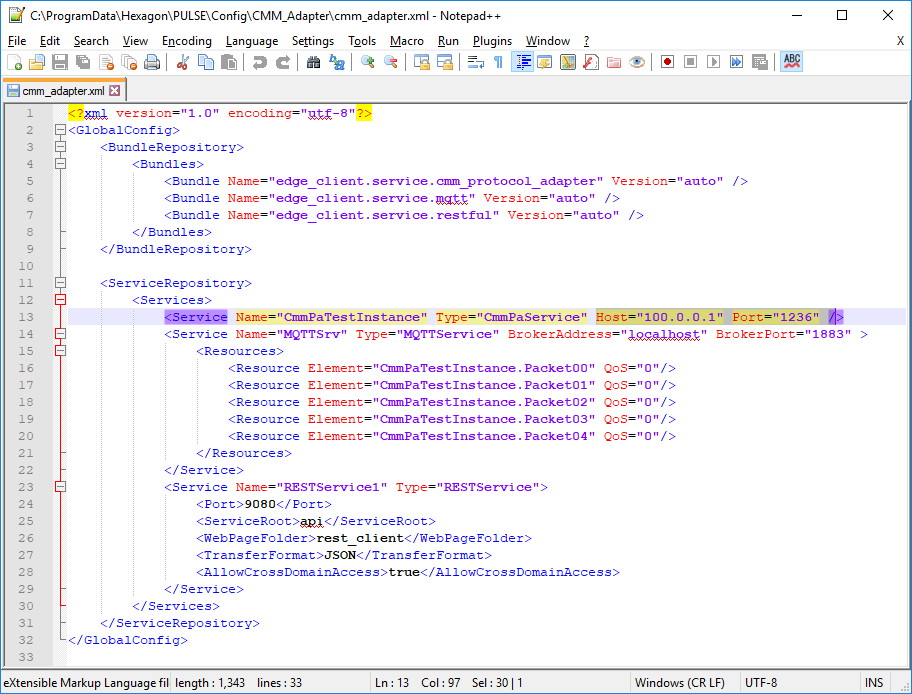 C:\ProgramData\Hexagon\PULSE\Config\CMM_Adapter\cmm_adapter.xml - Notepad++
File Edit Search View Encoding Language Settings Tools Macro Run Plugins Window ? X
ABC
cmm_adapter.xml
1 <?xml version="1.0" encoding="utf-8"?>
2 <GlobalConfig>
3 <BundleRepository>
4 <Bundles>
5 <Bundle Name="edge_client.service.cmm_protocol_adapter" Version="auto" />
6 <Bundle Name="edge_client.service.mqtt" Version="auto" />
7 <Bundle Name="edge_client.service.restful" Version="auto" />
8 </Bundles>
9 </BundleRepository>
10
11 <ServiceRepository>
12 <Services>
13 <Service Name="CmmPaTestInstance" Type="CmmPaService" Host="100.0.0.1" Port="1236" />
14 <Service Name="MQTTSrv" Type="MQTTService" BrokerAddress="localhost" BrokerPort="1883" >
15 <Resources>
16 <Resource Element="CmmPaTestInstance.Packet00" QoS="0"/>
17 <Resource Element="CmmPaTestInstance.Packet01" QoS="0"/>
18 <Resource Element="CmmPaTestInstance.Packet02" QoS="0"/>
19 <Resource Element="CmmPaTestInstance.Packet03" QoS="0"/>
20 <Resource Element="CmmPaTestInstance.Packet04" QoS="0"/>
21 </Resources>
22 </Service>
23 <Service Name="RESTService1" Type="RESTService">
24 <Port>9080</Port>
25 <ServiceRoot>api</ServiceRoot>
26 <WebPageFolder>rest_client</WebPageFolder>
27 <TransferFormat>JSON</TransferFormat>
28 <AllowCrossDomainAccess>true</AllowCrossDomainAccess>
29 </Service>
30 </Services>
31 </ServiceRepository>
32 </GlobalConfig>
33
eXtensible Markup Language fil length : 1,343 lines : 33 Ln : 13 Col : 97 Sel : 30 | 1 Windows (CR LF) UTF-8 INS